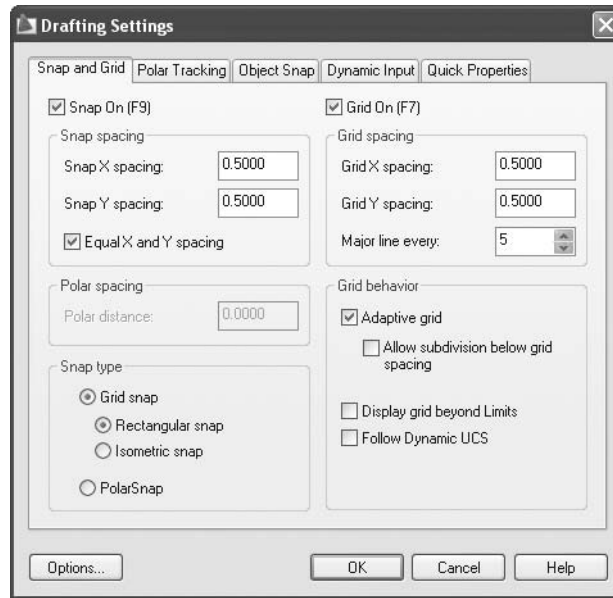 Drafting Settings
Snap and Grid
Polar Tracking
Object Snap
Dynamic Input
Quick Properties
Snap On (F9)
Snap spacing
Snap X spacing: 0.5000
Snap Y spacing: 0.5000
Equal X and Y spacing
Polar spacing
Polar distance: 0.0000
Snap type
Grid snap
Rectangular snap
Isometric snap
PolarSnap
Grid On (F7)
Grid spacing
Grid X spacing: 0.5000
Grid Y spacing: 0.5000
Major line every: 5
Grid behavior
Adaptive grid
Allow subdivision below grid
spacing
Display grid beyond Limits
Follow Dynamic UCS
Options...
OK
Cancel
Help